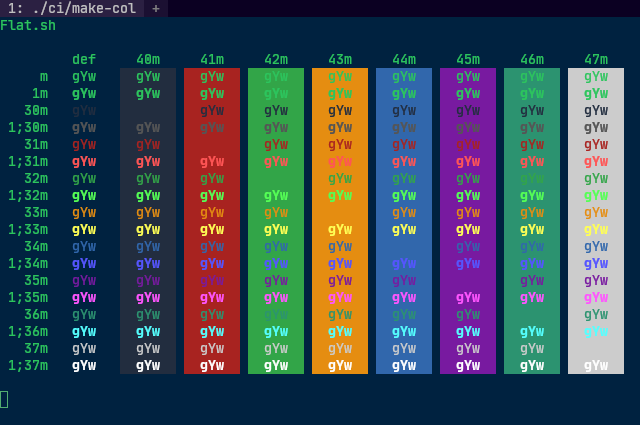 1: ./ci/make-col +
Flat.sh
def 40m 41m 42m 43m 44m 45m 46m 47m
m gYw gYw gYw gYw gYw gYw gYw gYw gYw
1m gYw gYw gYw gYw gYw gYw gYw gYw gYw
30m gYw gYw gYw gYw gYw gYw gYw gYw
1;30m gYw gYw gYw gYw gYw gYw gYw gYw gYw
31m gYw gYw gYw gYw gYw gYw gYw gYw
1;31m gYw gYw gYw gYw gYw gYw gYw gYw gYw
32m gYw gYw gYw gYw gYw gYw gYw gYw
1;32m gYw gYw gYw gYw gYw gYw gYw gYw gYw
33m gYw gYw gYw gYw gYw gYw gYw gYw
1;33m gYw gYw gYw gYw gYw gYw gYw gYw gYw
34m gYw gYw gYw gYw gYw gYw gYw gYw
1;34m gYw gYw gYw gYw gYw gYw gYw gYw gYw
35m gYw gYw gYw gYw gYw gYw gYw gYw
1;35m gYw gYw gYw gYw gYw gYw gYw gYw gYw
36m gYw gYw gYw gYw gYw gYw gYw gYw
1;36m gYw gYw gYw gYw gYw gYw gYw gYw gYw
37m gYw gYw gYw gYw gYw gYw gYw gYw
1;37m gYw gYw gYw gYw gYw gYw gYw gYw gYw